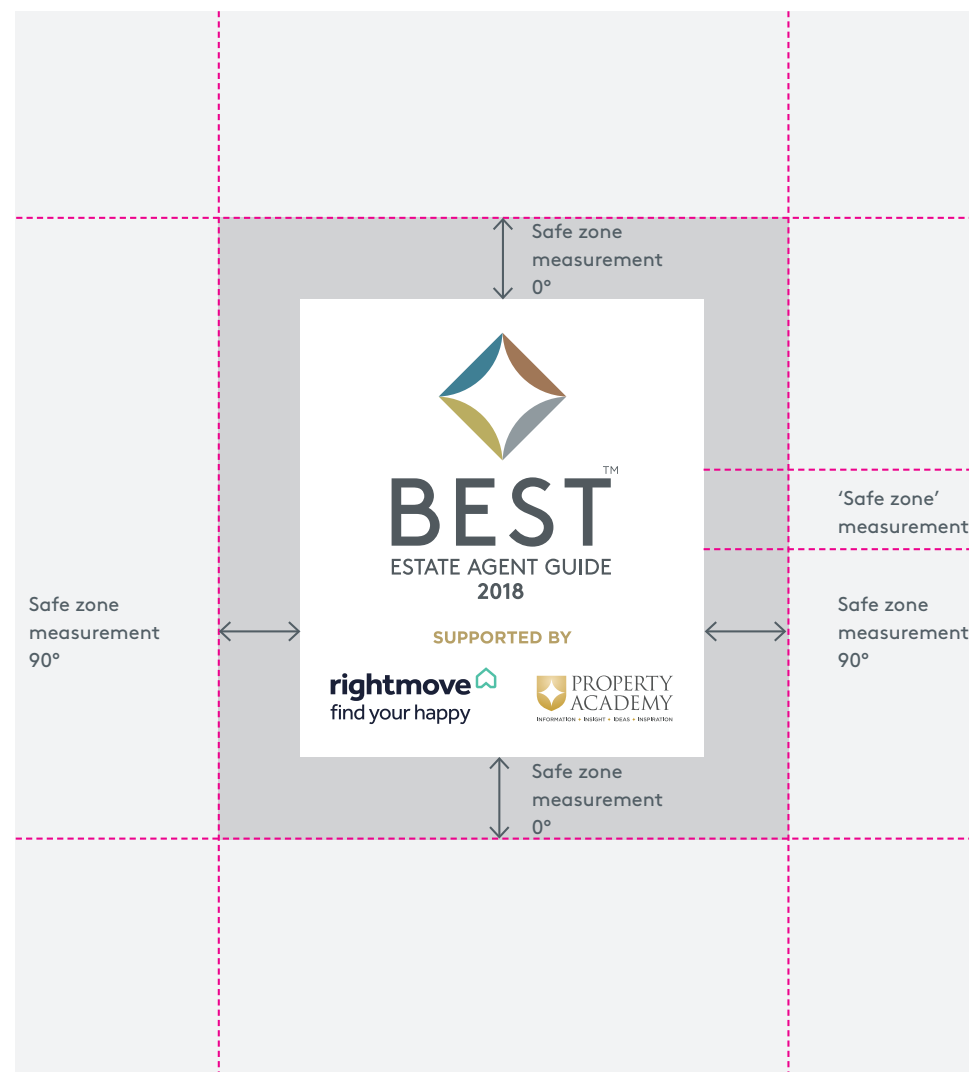 Safe zone
measurement
0°
TM
BEST
ESTATE AGENT GUIDE
2018
‘Safe zone’
measurement
Safe zone
measurement
90°
Safe zone
measurement
90°
SUPPORTED BY
rightmove
find your happy
PROPERTY
ACADEMY
INFORMATION • INSIGHT • IDEAS • INSPIRATION
Safe zone
measurement
0°